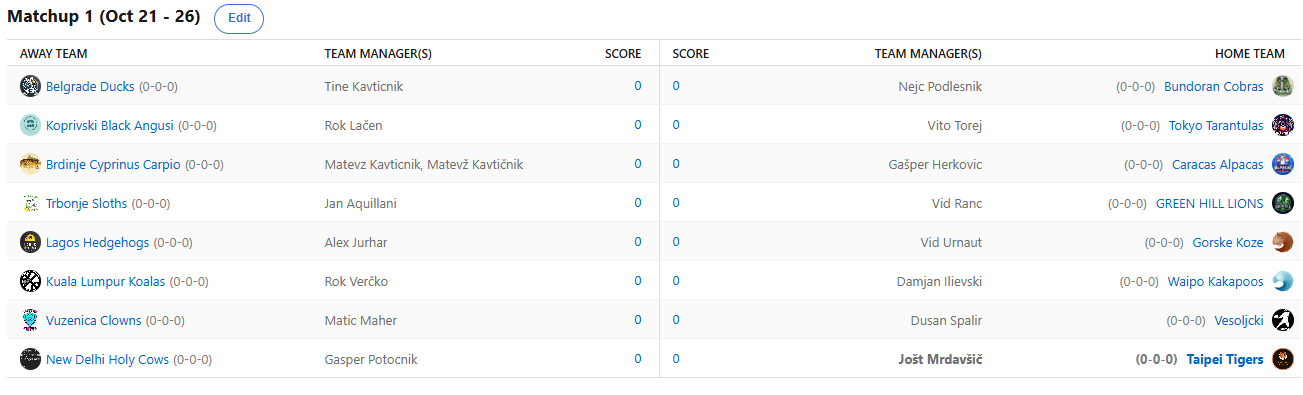 Matchup 1 (Oct 21 - 26) Edit
AWAY TEAM TEAM MANAGER(S) SCORE SCORE TEAM MANAGER(S) HOME TEAM
Belgrade Ducks (0-0-0) Tine Kavticnik 0 0 Nejc Podlesnik (0-0-0) Bundoran Cobras
Koprivski Black Angusi (0-0-0) Rok Lačen 0 0 Vito Torej (0-0-0) Tokyo Tarantulas
Brdinje Cyprinus Carpio (0-0-0) Matevz Kavticnik, Matevž Kavtičnik 0 0 Gašper Herkovic (0-0-0) Caracas Alpacas
Trbonje Sloths (0-0-0) Jan Aquillani 0 0 Vid Ranc (0-0-0) GREEN HILL LIONS
Lagos Hedgehogs (0-0-0) Alex Jurhar 0 0 Vid Urnaut (0-0-0) Gorske Koze
Kuala Lumpur Koalas (0-0-0) Rok Verčko 0 0 Damjan Ilievski (0-0-0) Waipo Kakapoos
Vuzenica Clowns (0-0-0) Matic Maher 0 0 Dusan Spalir (0-0-0) Vesoljcki
New Delhi Holy Cows (0-0-0) Gasper Potocnik 0 0 Jošt Mrdavšič (0-0-0) Taipei Tigers